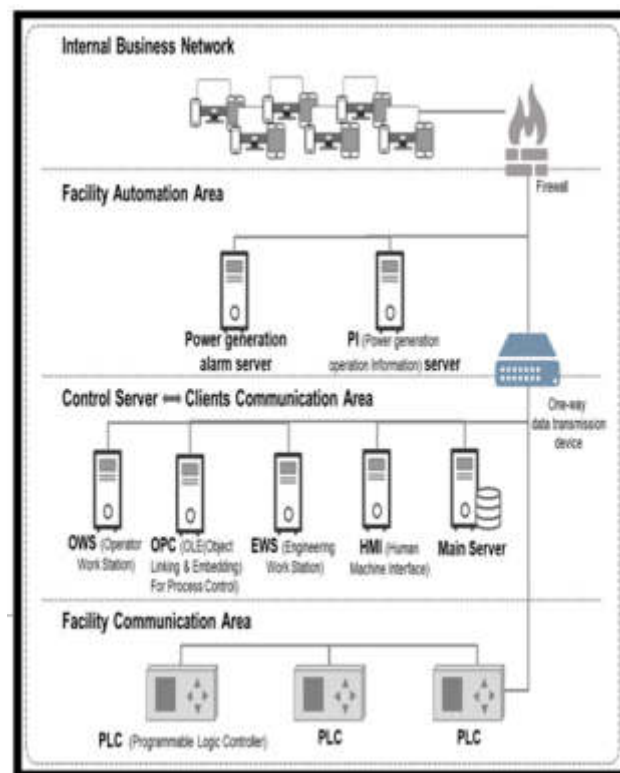 Internal Business Network
Firewall
Facility Automation Area
Power generation
alarm server
PI (Power generation
operation Information) server
Control Server ⟺ Clients Communication Area
One-way
data transmission
device
OWS (Operator
Work Station)
OPC (OLE(Object
Linking & Embedding)
For Process Control)
EWS (Engineering
Work Station)
HMI (Human
Machine Interface)
Main Server
Facility Communication Area
PLC (Programmable Logic Controller)
PLC
PLC